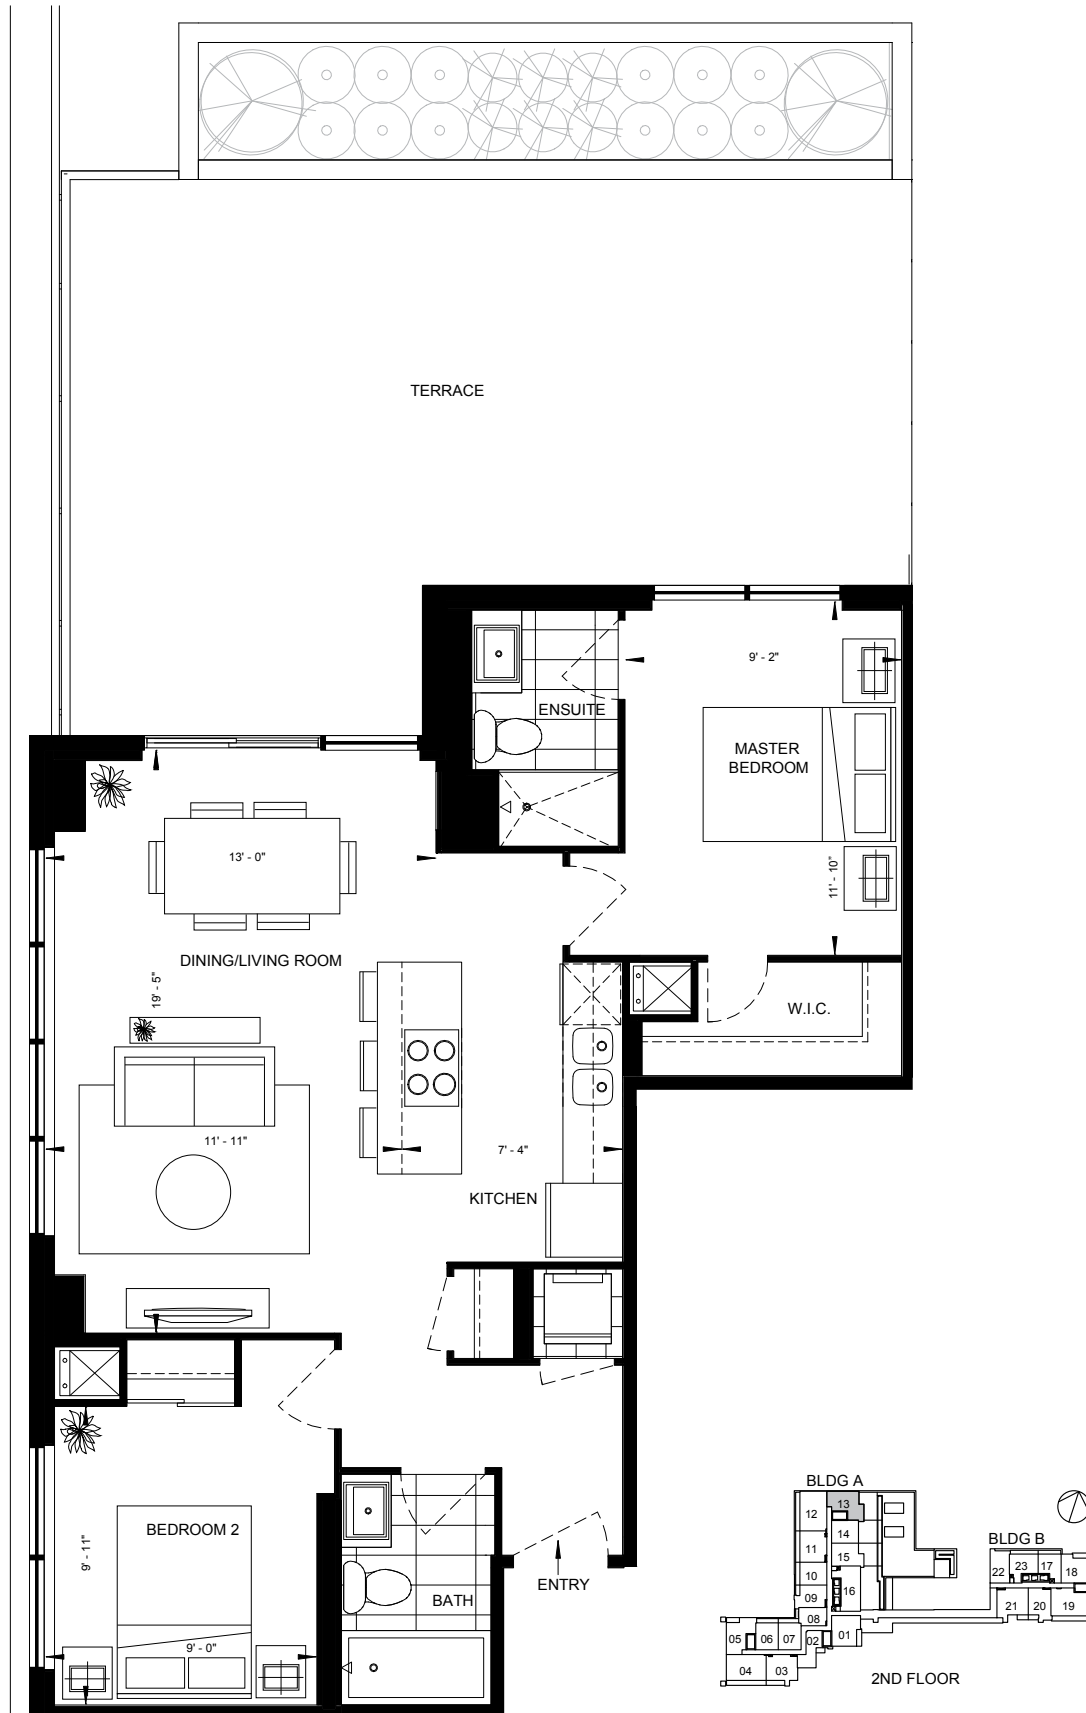 TERRACE
ENSUITE
9' - 2"
MASTER
BEDROOM
13' - 0"
11' - 10"
DINING/LIVING ROOM
19' - 5"
W.I.C.
11' - 11"
7' - 4"
KITCHEN
BEDROOM 2
9' - 11"
9' - 0"
BATH
ENTRY
BLDG A
13
12
14
11
15
10
16
09
08
01
02
05
06
07
04
03
BLDG B
22
23
17
18
21
20
19
2ND FLOOR